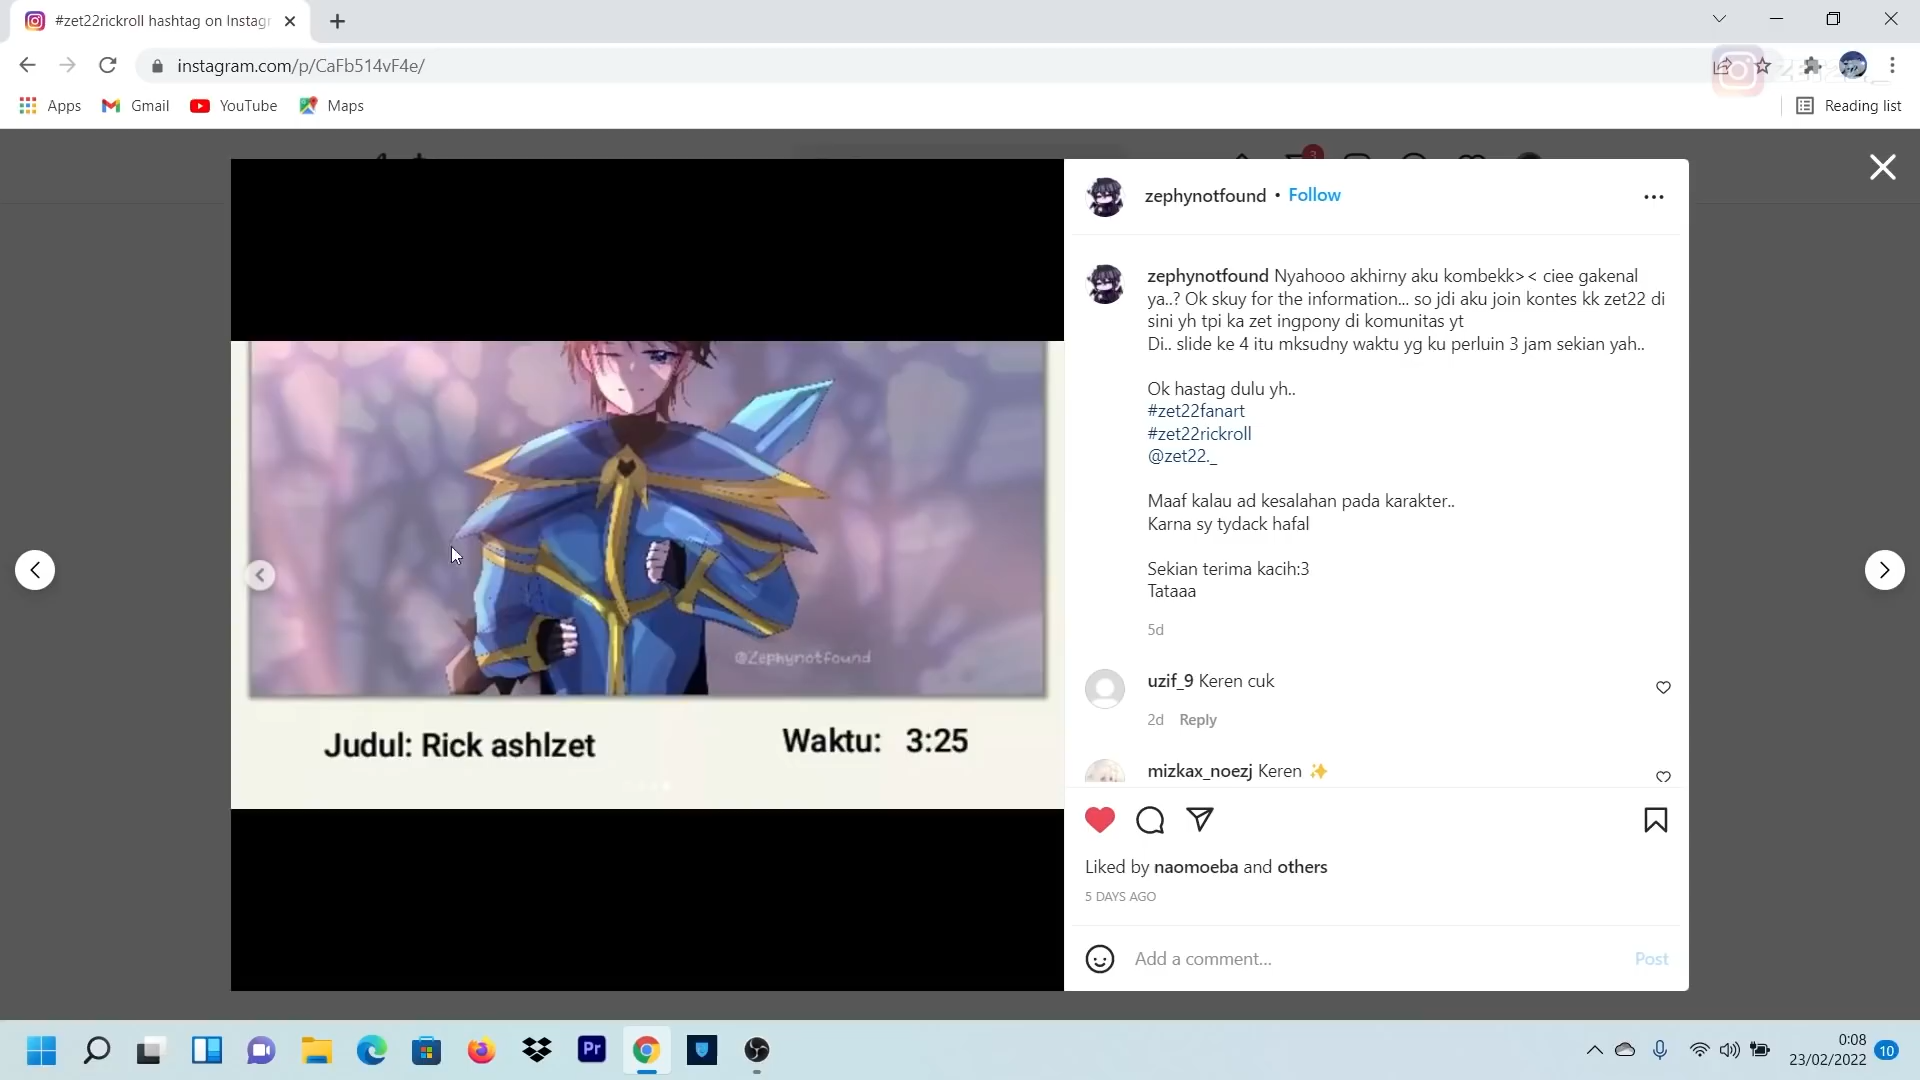 #zet22rickroll hashtag on Instagr
instagram.com/p/CaFb514vF4e/
Apps Gmail YouTube Maps Reading list
3
zephynotfound • Follow
zephynotfound Nyahooo akhirny aku kombekk>< ciee gakenal
ya..? Ok skuy for the information... so jdi aku join kontes kk zet22 di
sini yh tpi ka zet ingpony di komunitas yt
Di.. slide ke 4 itu mksudny waktu yg ku perluin 3 jam sekian yah..
Ok hastag dulu yh..
#zet22fanart
#zet22rickroll
@zet22._
Maaf kalau ad kesalahan pada karakter..
Karna sy tydack hafal
Sekian terima kacih:3
Tataaa
5d
@Zephynotfound
Judul: Rick ashlzet
Waktu: 3:25
uzif_9 Keren cuk
2d Reply
mizkax_noezj Keren ✨
Liked by naomoeba and others
5 DAYS AGO
Add a comment...
Post
Pr
0:08
23/02/2022
10